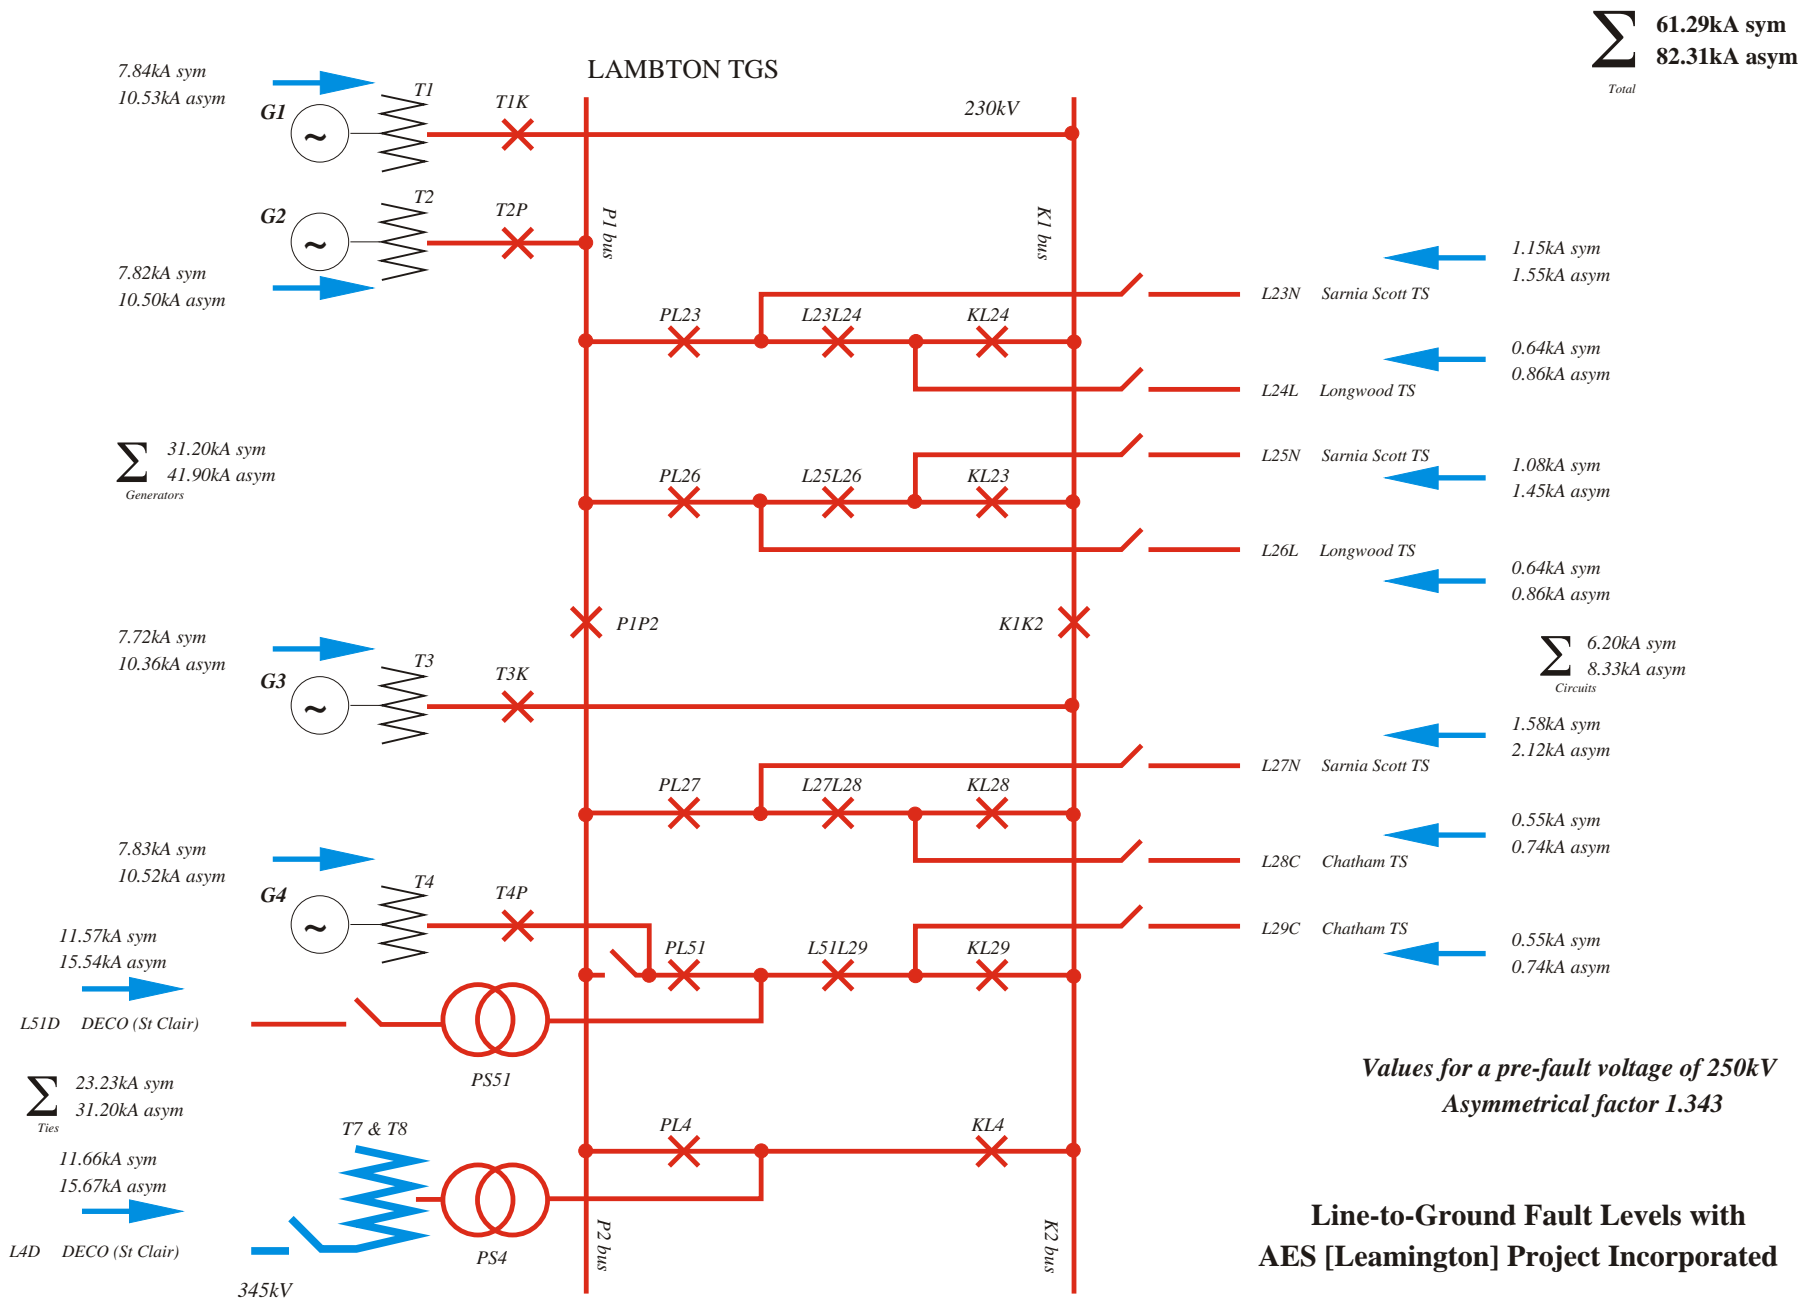 Σ 61.29kA sym
82.31kA asym
Total
LAMBTON TGS
230kV
7.84kA sym
10.53kA asym
G1
~
T1
T1K
G2
~
T2
T2P
7.82kA sym
10.50kA asym
P1 bus
K1 bus
1.15kA sym
1.55kA asym
L23N Sarnia Scott TS
PL23
L23L24
KL24
0.64kA sym
0.86kA asym
L24L Longwood TS
Σ 31.20kA sym
41.90kA asym
Generators
L25N Sarnia Scott TS
PL26
L25L26
KL23
1.08kA sym
1.45kA asym
L26L Longwood TS
0.64kA sym
0.86kA asym
P1P2
K1K2
Σ 6.20kA sym
8.33kA asym
Circuits
7.72kA sym
10.36kA asym
G3
~
T3
T3K
1.58kA sym
2.12kA asym
L27N Sarnia Scott TS
PL27
L27L28
KL28
0.55kA sym
0.74kA asym
L28C Chatham TS
7.83kA sym
10.52kA asym
G4
~
T4
T4P
L29C Chatham TS
0.55kA sym
0.74kA asym
PL51
L51L29
KL29
11.57kA sym
15.54kA asym
L51D DECO (St Clair)
PS51
Σ 23.23kA sym
31.20kA asym
Ties
T7 & T8
PL4
KL4
11.66kA sym
15.67kA asym
L4D DECO (St Clair)
345kV
PS4
P2 bus
K2 bus
Values for a pre-fault voltage of 250kV
Asymmetrical factor 1.343
Line-to-Ground Fault Levels with
AES [Leamington] Project Incorporated